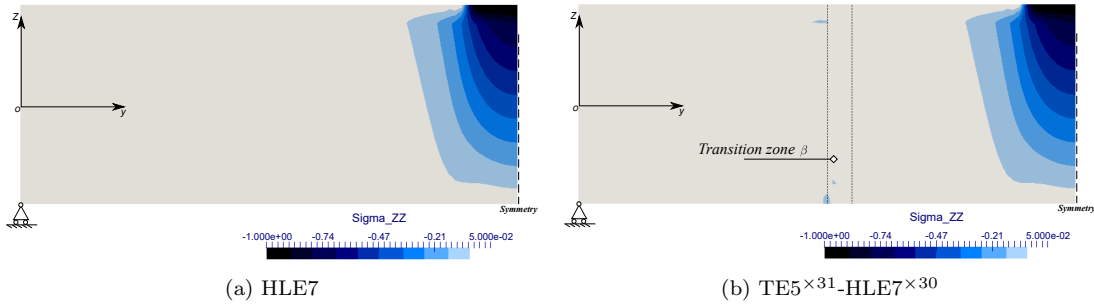 z
o
y
Symmetry
Sigma_ZZ
-1.000e+00 -0.74 -0.47 -0.21 5.000e-02
(a) HLE7
z
o
y
Transition zone β
Symmetry
Sigma_ZZ
-1.000e+00 -0.74 -0.47 -0.21 5.000e-02
(b) TE5×31-HLE7×30